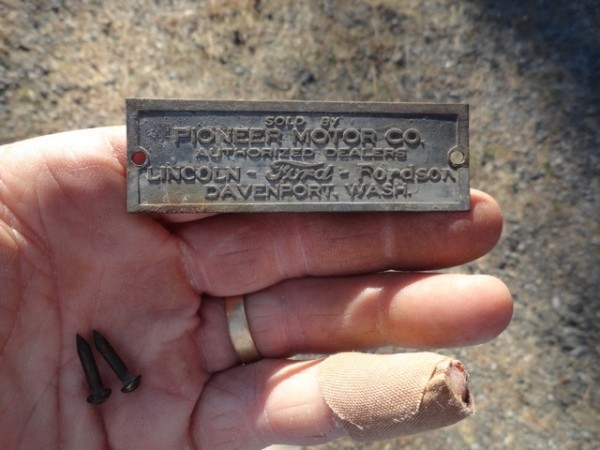 SOLD BY
PIONEER MOTOR CO.
AUTHORIZED DEALERS
LINCOLN - Ford - Fordson
DAVENPORT, WASH.